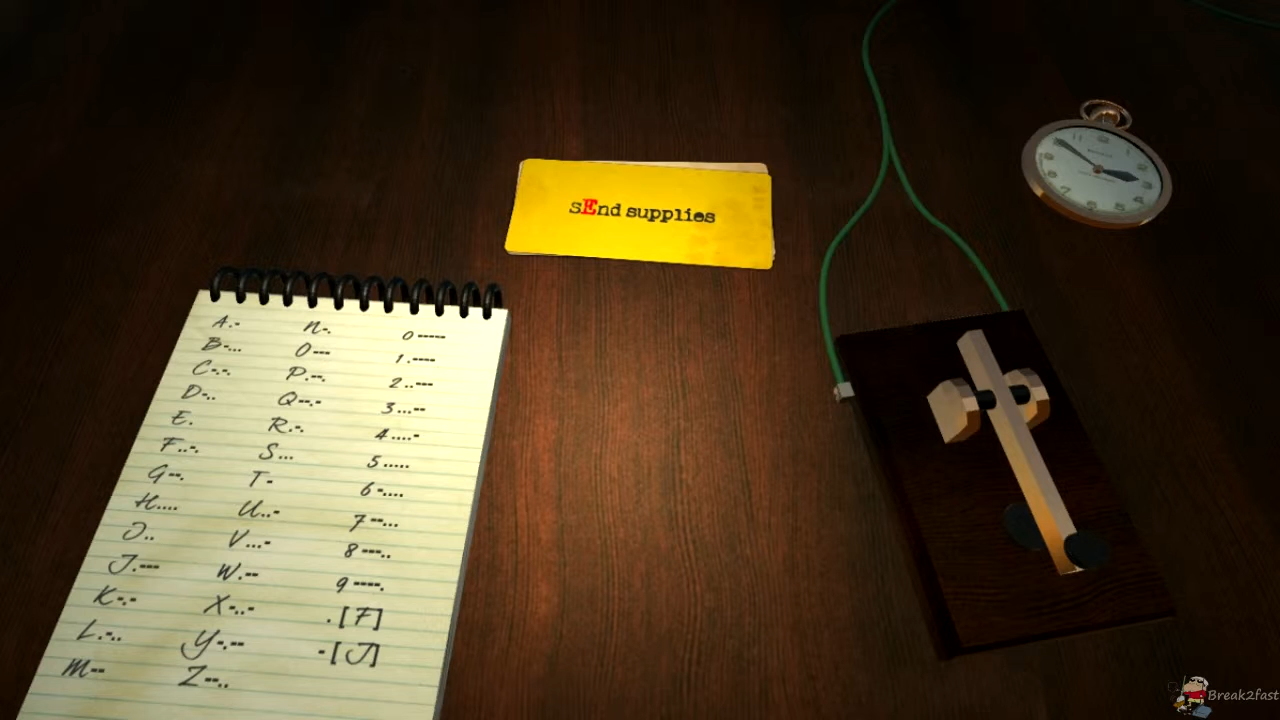 sEnd supplies
A.- N-. 0-----
B-... O--- 1.----
C-.-. P.--. 2..---
D-.. Q--.- 3...--
E. R.-. 4....-
F..-. S... 5.....
G--. T- 6-....
H.... U..- 7--...
I.. V...- 8---..
J.--- W.-- 9----.
K-.- X-..- .[F]
L.-.. Y-.-- -[J]
M-- Z--..
Break2fast